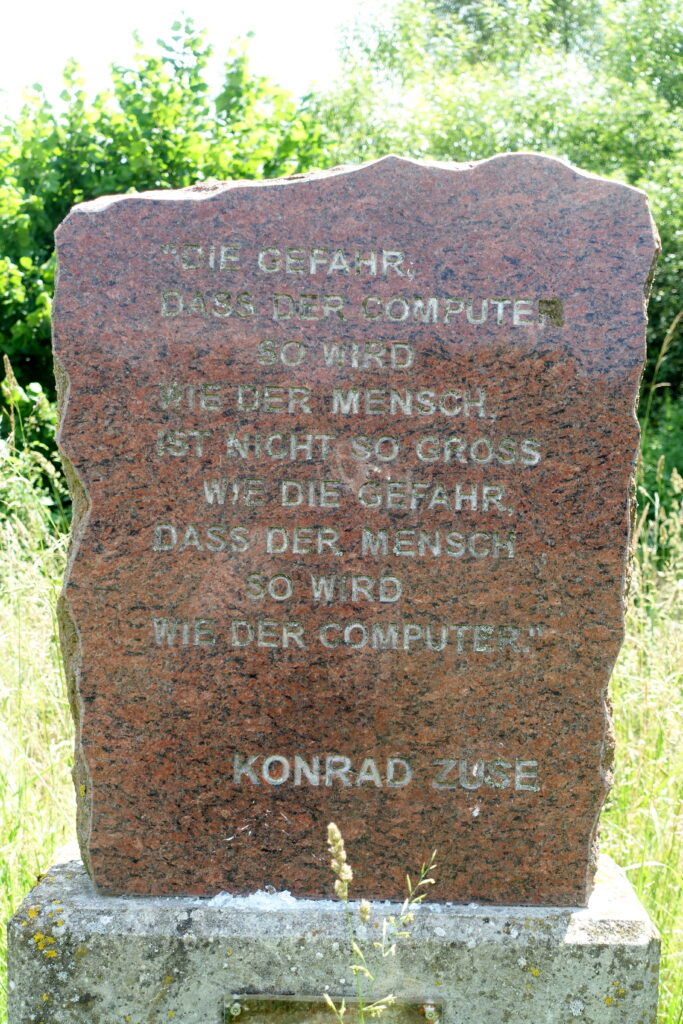 "DIE GEFAHR,
DASS DER COMPUTER
SO WIRD
WIE DER MENSCH,
IST NICHT SO GROSS
WIE DIE GEFAHR,
DASS DER MENSCH
SO WIRD
WIE DER COMPUTER."
KONRAD ZUSE